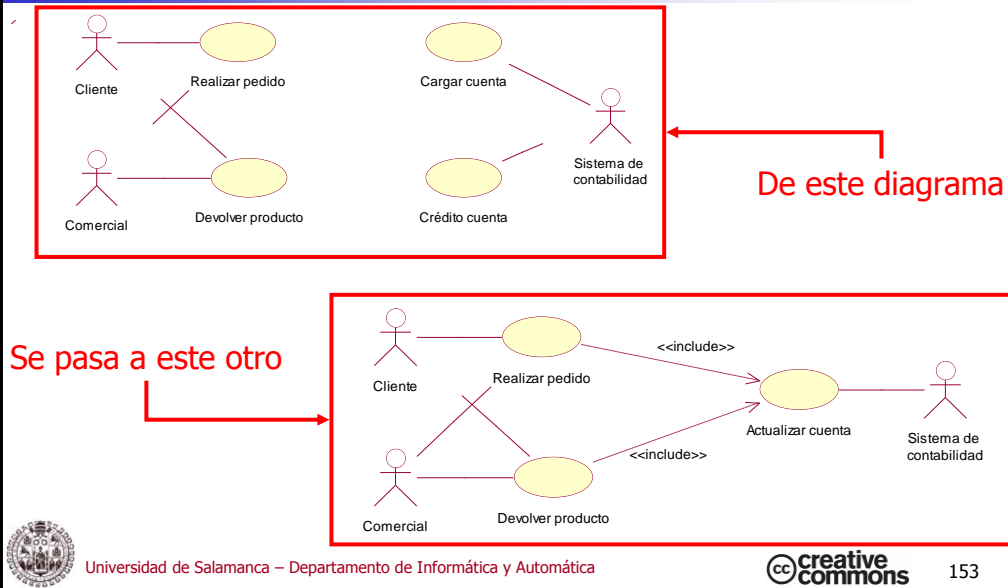 Cliente
Realizar pedido
Cargar cuenta
Sistema de
contabilidad
Comercial
Devolver producto
Crédito cuenta
De este diagrama
Se pasa a este otro
Cliente
Realizar pedido
<<include>>
Actualizar cuenta
Sistema de
contabilidad
<<include>>
Comercial
Devolver producto
Universidad de Salamanca – Departamento de Informática y Automática
cc creative
commons
153